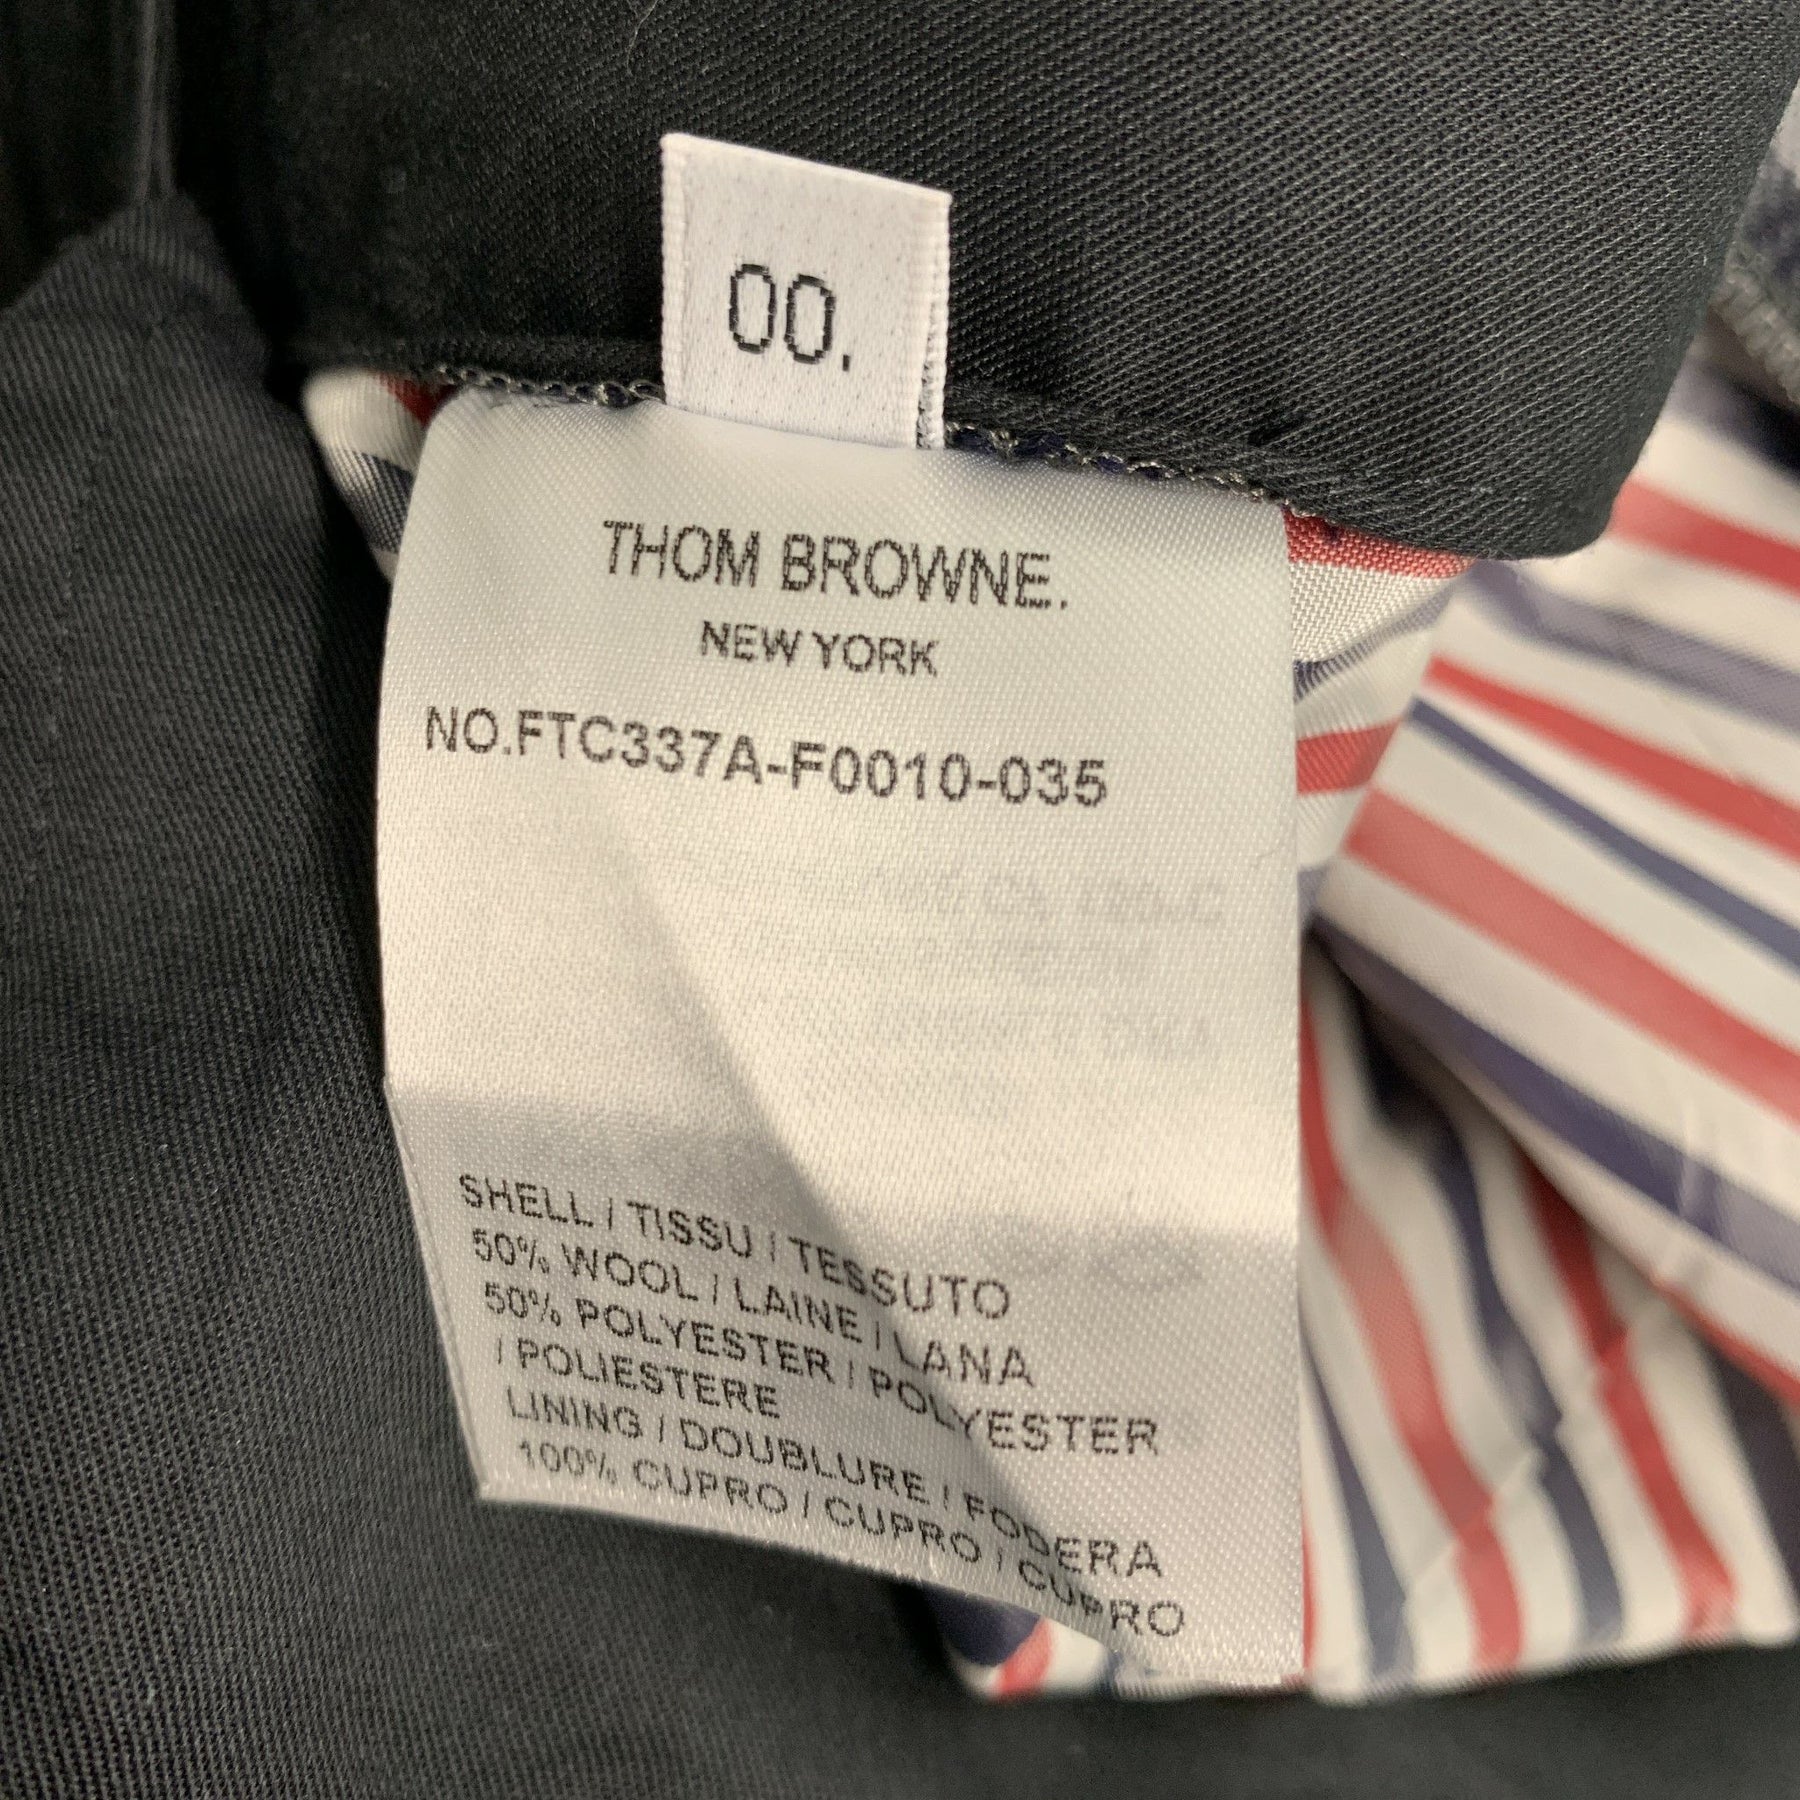 00.
THOM BROWNE.
NEW YORK
NO.FTC337A-F0010-035
SHELL / TISSU / TESSUTO
50% WOOL / LAINE / LANA
50% POLYESTER / POLYESTER
/ POLIESTERE
LINING / DOUBLURE / FODERA
100% CUPRO / CUPRO / CUPRO